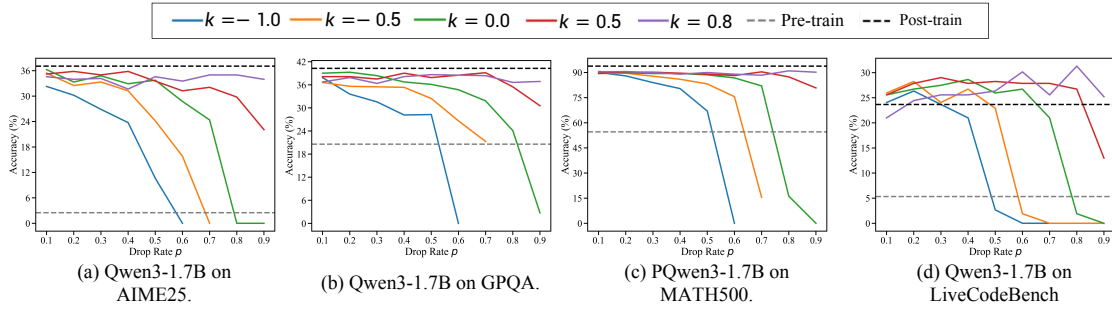 k = − 1.0 k = − 0.5 k = 0.0 k = 0.5 k = 0.8 Pre-train Post-train
Accuracy (%)
36
30
24
18
12
6
0
0.1 0.2 0.3 0.4 0.5 0.6 0.7 0.8 0.9
Drop Rate p
(a) Qwen3-1.7B on
AIME25.
Accuracy (%)
42
36
30
24
18
12
6
0
0.1 0.2 0.3 0.4 0.5 0.6 0.7 0.8 0.9
Drop Rate p
(b) Qwen3-1.7B on GPQA.
Accuracy (%)
90
75
60
45
30
15
0
0.1 0.2 0.3 0.4 0.5 0.6 0.7 0.8 0.9
Drop Rate p
(c) PQwen3-1.7B on
MATH500.
Accuracy (%)
30
25
20
15
10
5
0
0.1 0.2 0.3 0.4 0.5 0.6 0.7 0.8 0.9
Drop Rate p
(d) Qwen3-1.7B on
LiveCodeBench